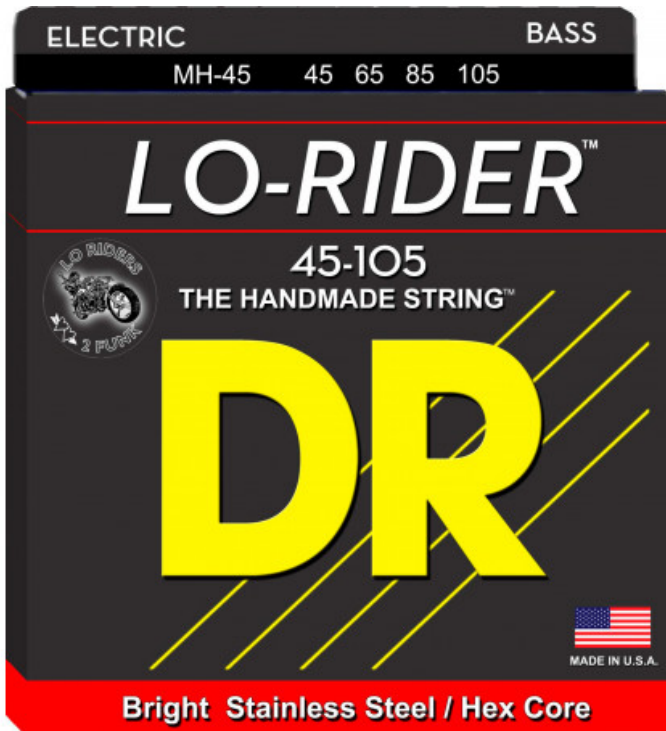 ELECTRIC BASS
MH-45 45 65 85 105
LO-RIDER™
LO RIDERS
2 FUNK
45-105
THE HANDMADE STRING™
DR
MADE IN U.S.A.
Bright Stainless Steel / Hex Core